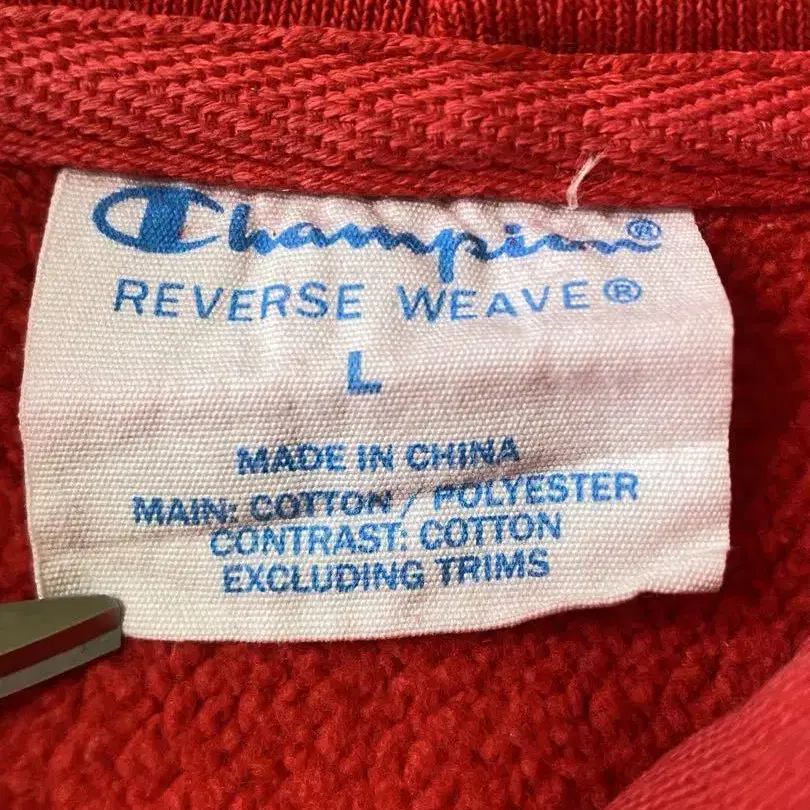 Champion®
REVERSE WEAVE®
L
MADE IN CHINA
MAIN: COTTON / POLYESTER
CONTRAST: COTTON
EXCLUDING TRIMS